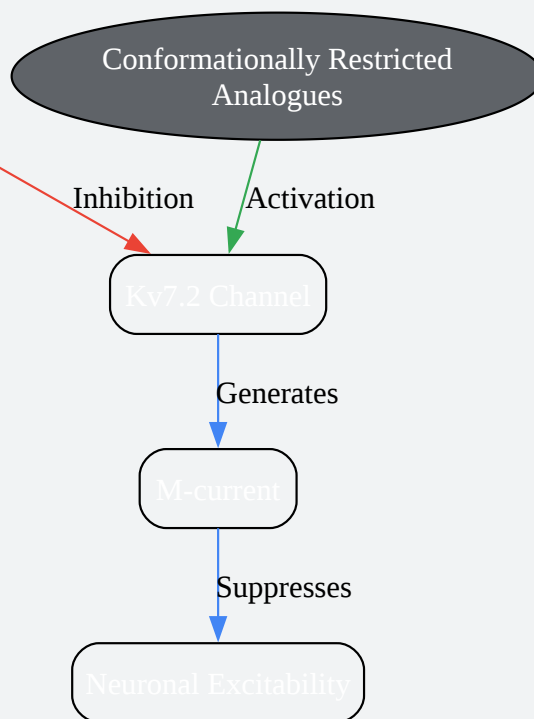 Conformationally Restricted
Analogues
Inhibition
Activation
Kv7.2 Channel
Generates
M-current
Suppresses
Neuronal Excitability